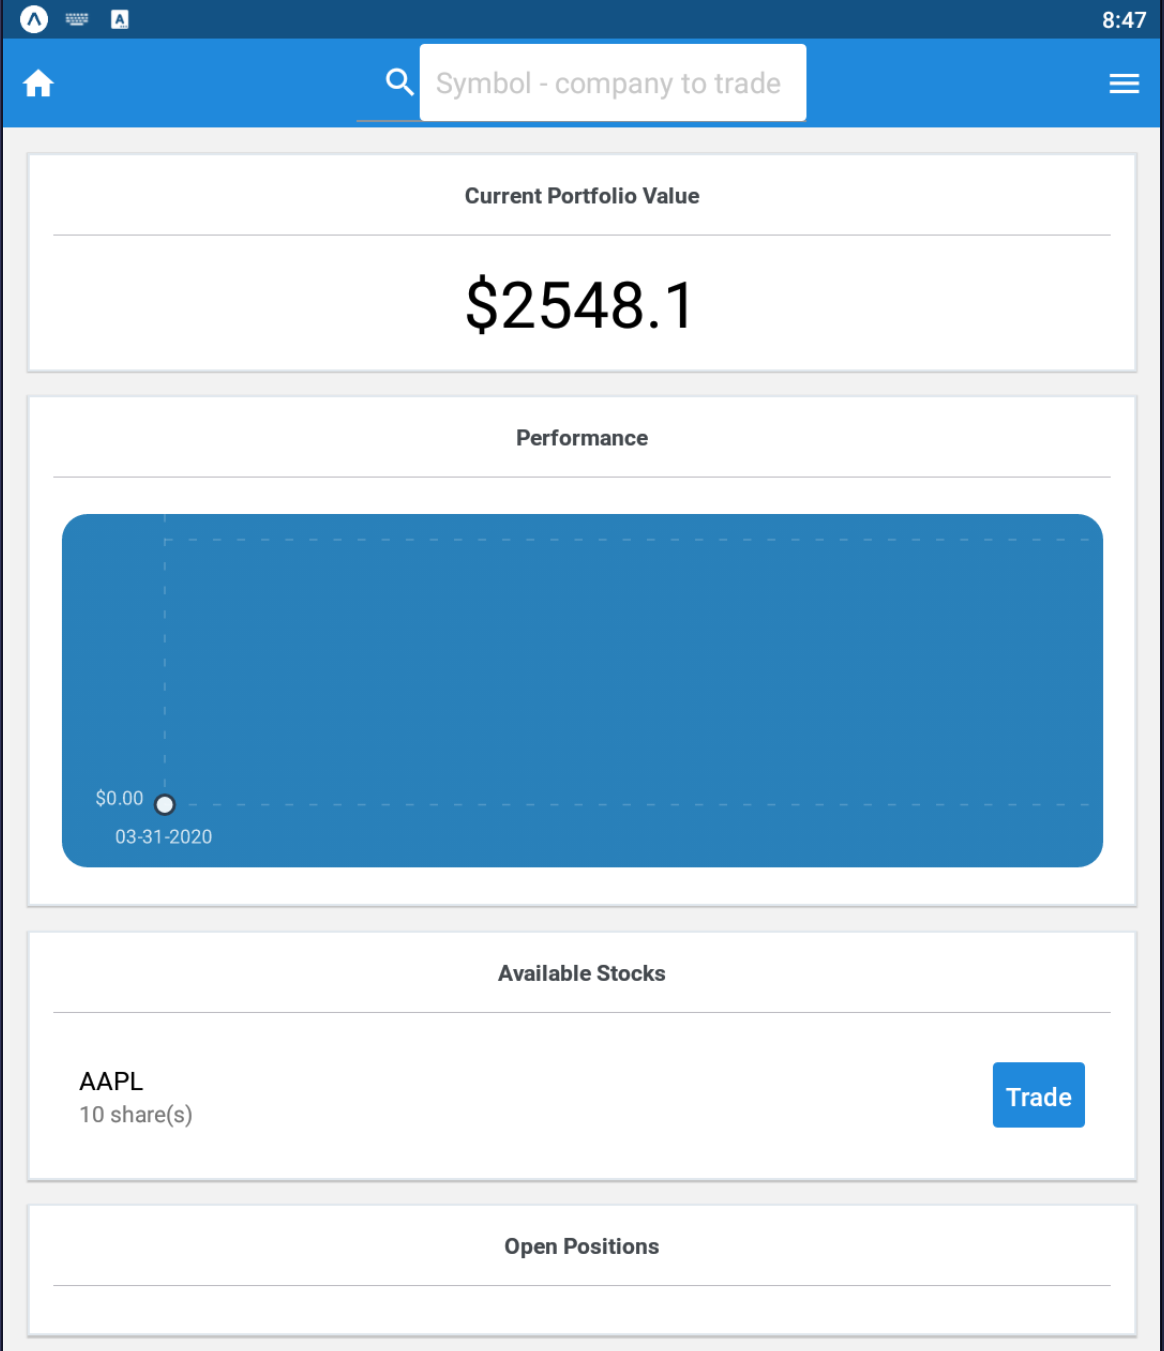 8:47
Symbol - company to trade
Current Portfolio Value
$2548.1
Performance
$0.00
03-31-2020
Available Stocks
AAPL
10 share(s)
Trade
Open Positions